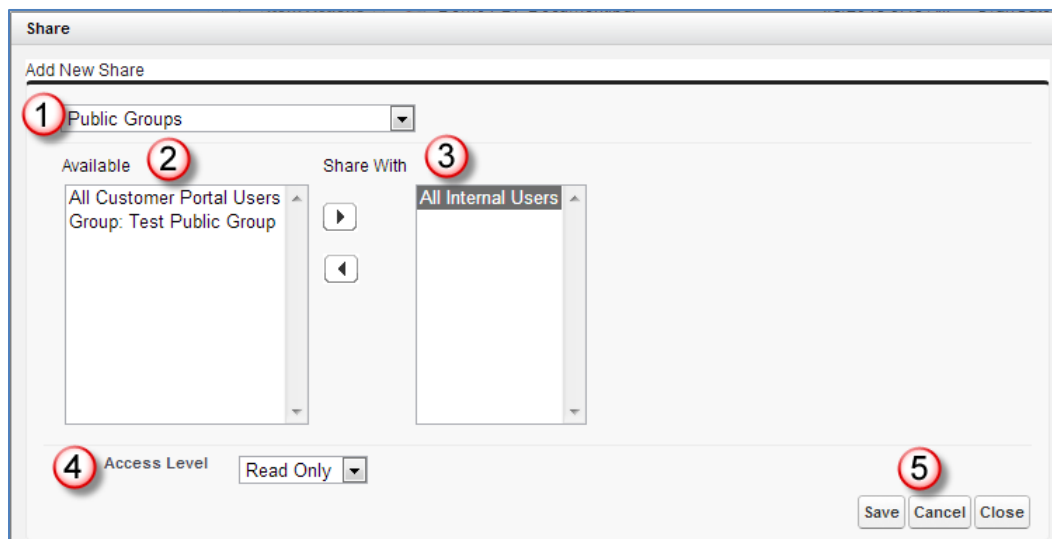 Share
Add New Share
1 Public Groups
Available 2 Share With 3
All Customer Portal Users
Group: Test Public Group
All Internal Users
4 Access Level Read Only
5
Save Cancel Close